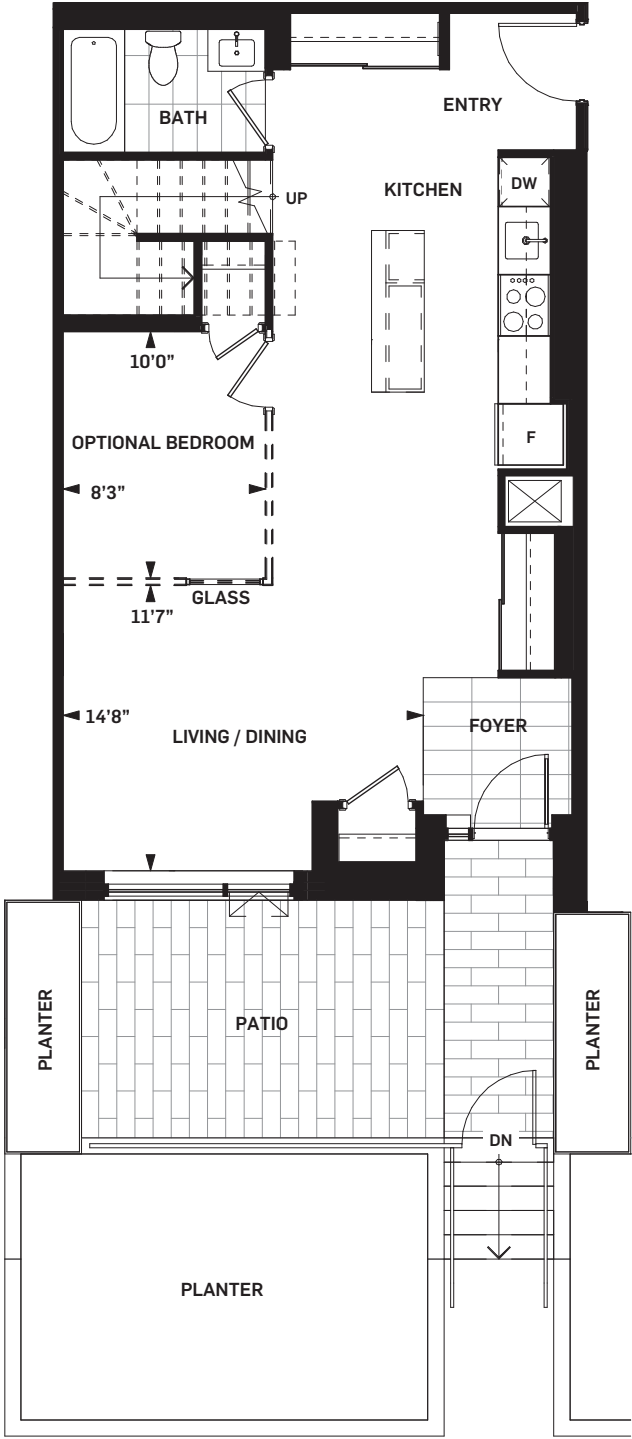 ENTRY
BATH
DW
KITCHEN
UP
10’0”
OPTIONAL BEDROOM
F
8’3”
GLASS
11’7”
14’8”
FOYER
LIVING / DINING
PLANTER
PATIO
PLANTER
DN
PLANTER